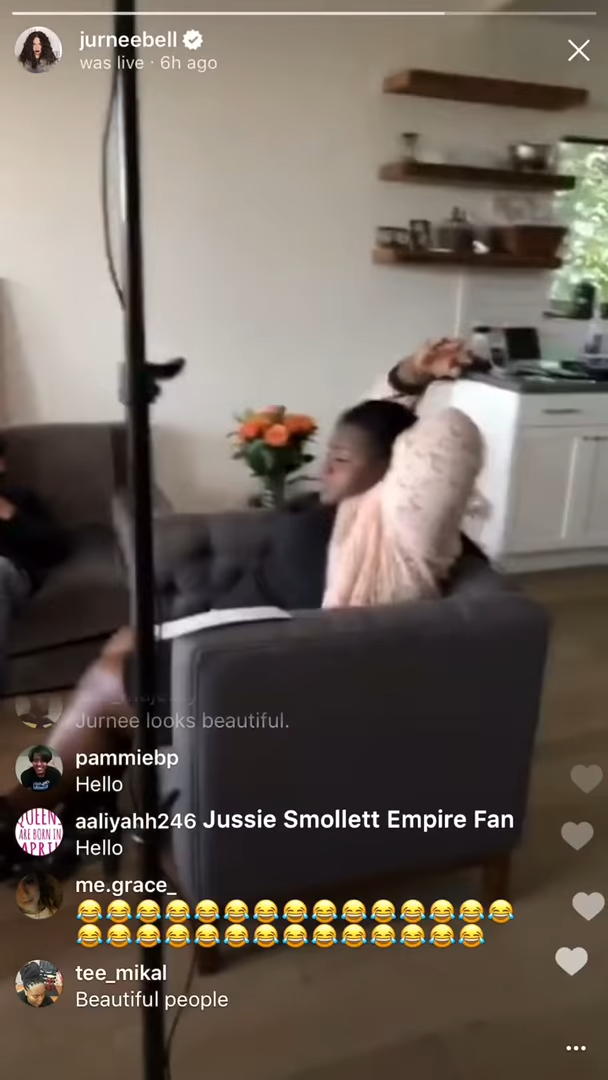 jurneebell
was live · 6h ago
Jurnee looks beautiful.
pammiebp
Hello
aaliyahh246 Jussie Smollett Empire Fan
Hello
me.grace_
😂😂😂😂😂😂😂😂😂😂😂😂😂😂😂
😂😂😂😂😂😂😂😂😂😂😂😂😂😂
tee_mikal
Beautiful people